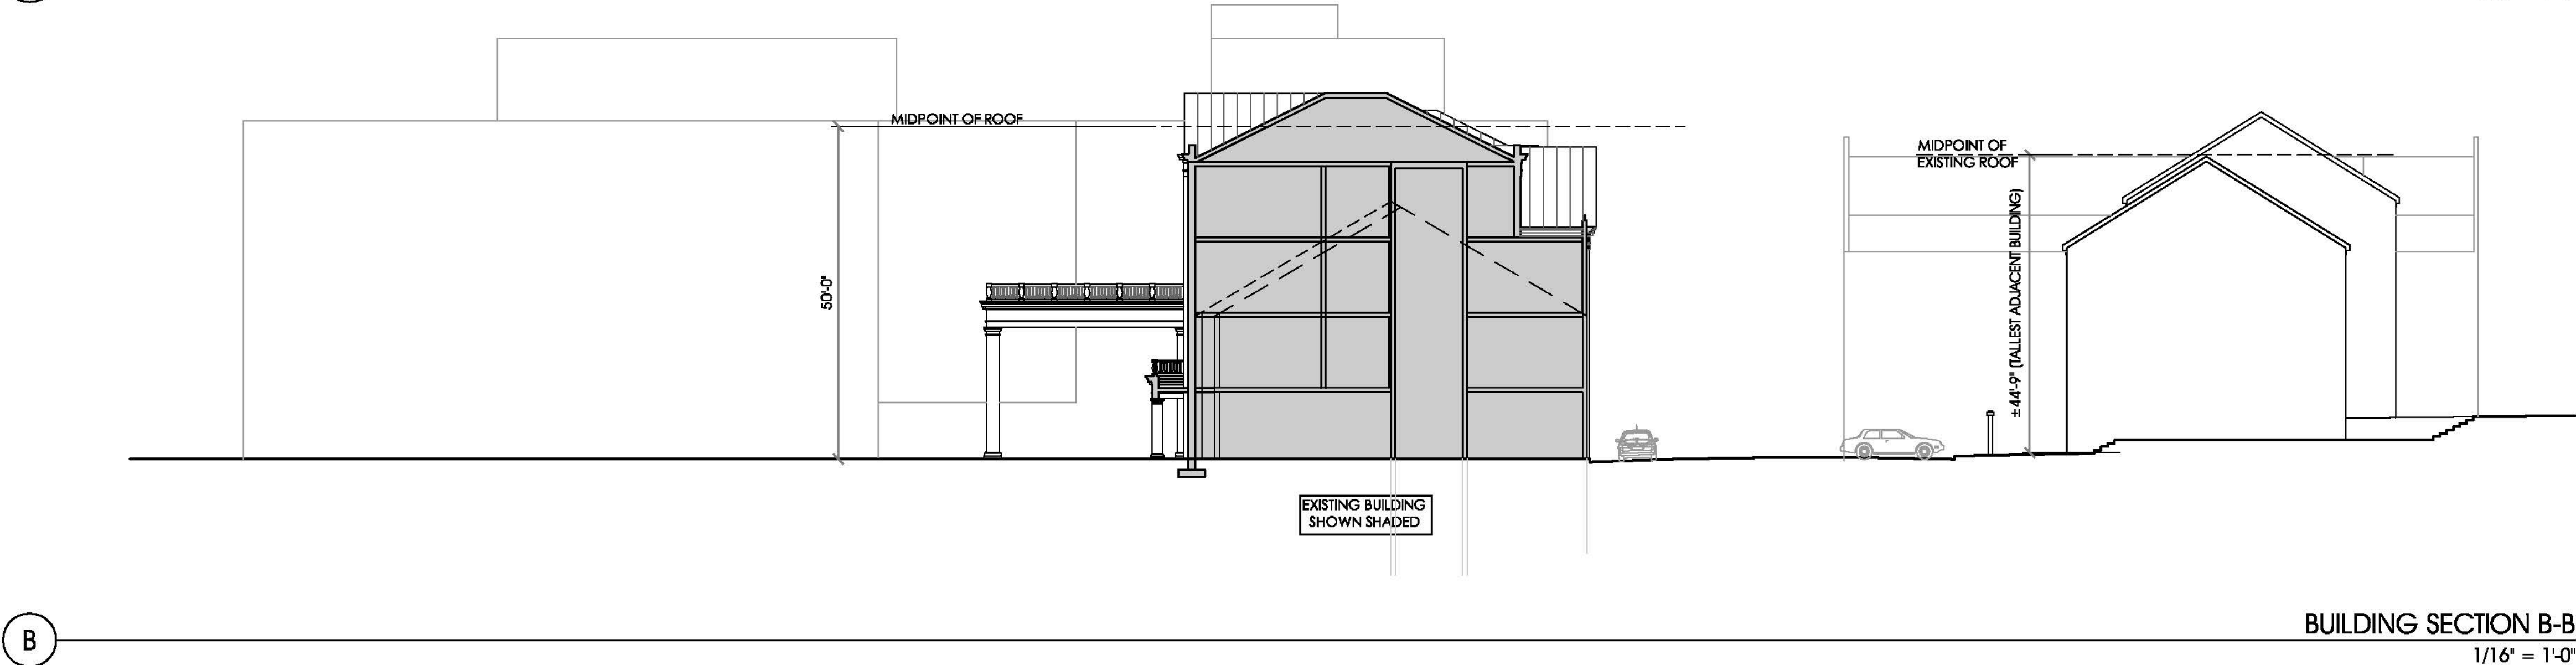 MIDPOINT OF ROOF
50'-0"
MIDPOINT OF
EXISTING ROOF
±44'-9" (TALLEST ADJACENT BUILDING)
EXISTING BUILDING
SHOWN SHADED
B
BUILDING SECTION B-B
1/16" = 1'-0"